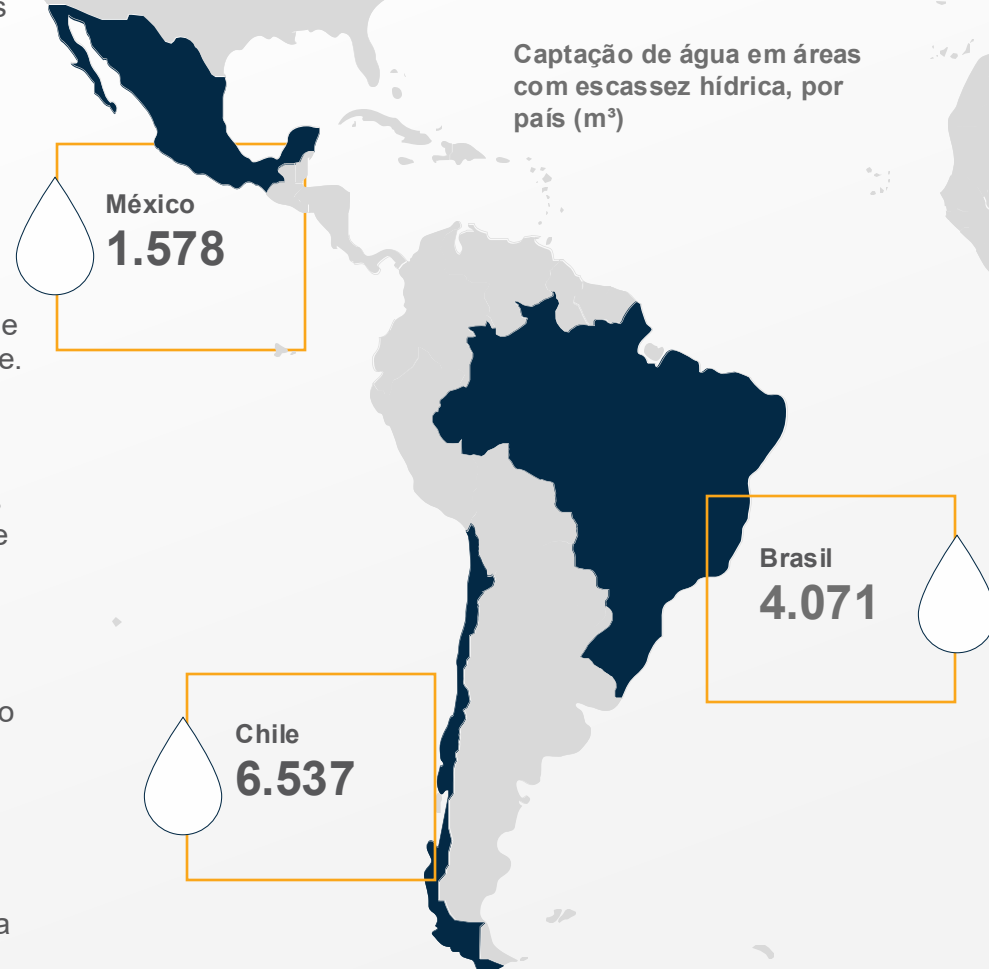 s
Captação de água em áreas
com escassez hídrica, por
país (m³)
México
1.578
e
e.
e
Brasil
4.071
o
Chile
6.537
a